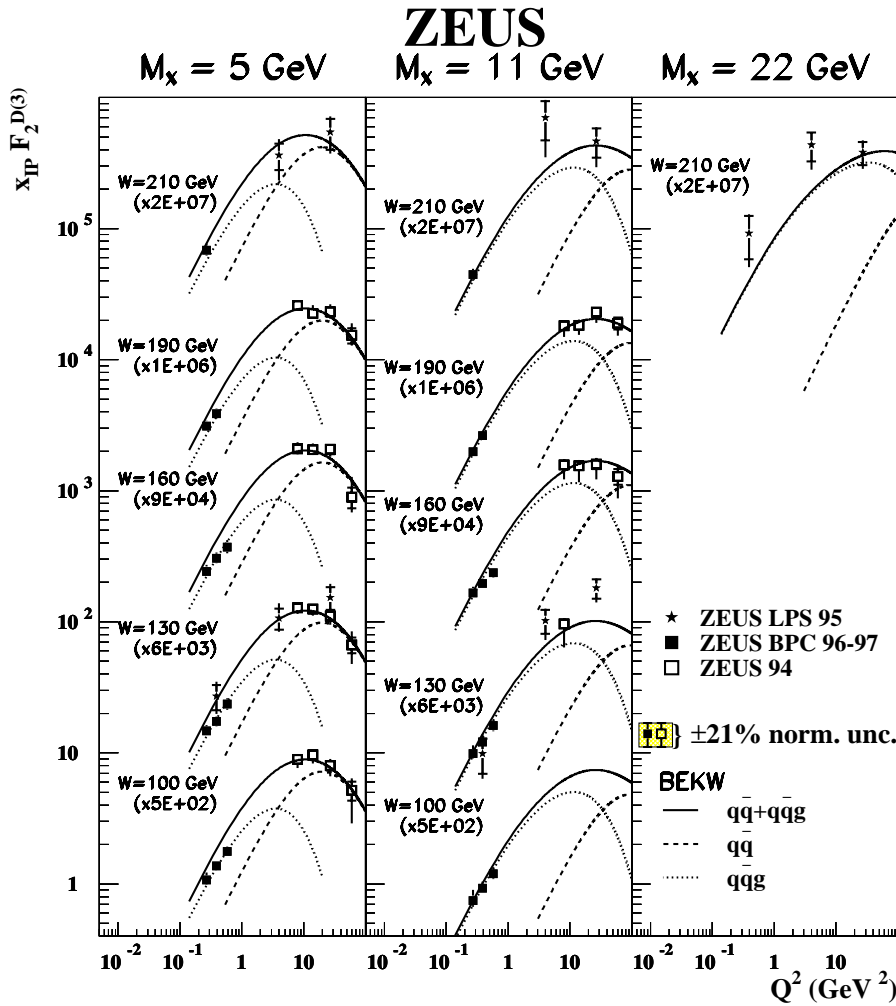 ZEUS
M_x = 5 GeV
M_x = 11 GeV
M_x = 22 GeV
x_IP F_2^D(3)
10^5
10^4
10^3
10^2
10
1
W=210 GeV
(x2E+07)
W=190 GeV
(x1E+06)
W=160 GeV
(x9E+04)
W=130 GeV
(x6E+03)
W=100 GeV
(x5E+02)
W=210 GeV
(x2E+07)
W=190 GeV
(x1E+06)
W=160 GeV
(x9E+04)
W=130 GeV
(x6E+03)
W=100 GeV
(x5E+02)
W=210 GeV
(x2E+07)
ZEUS LPS 95
ZEUS BPC 96-97
ZEUS 94
} ±21% norm. unc.
BEKW
qq̄+qq̄g
qq̄
qq̄g
10^-2 10^-1 1 10
10^-2 10^-1 1 10
10^-2 10^-1 1 10
Q^2 (GeV^2)